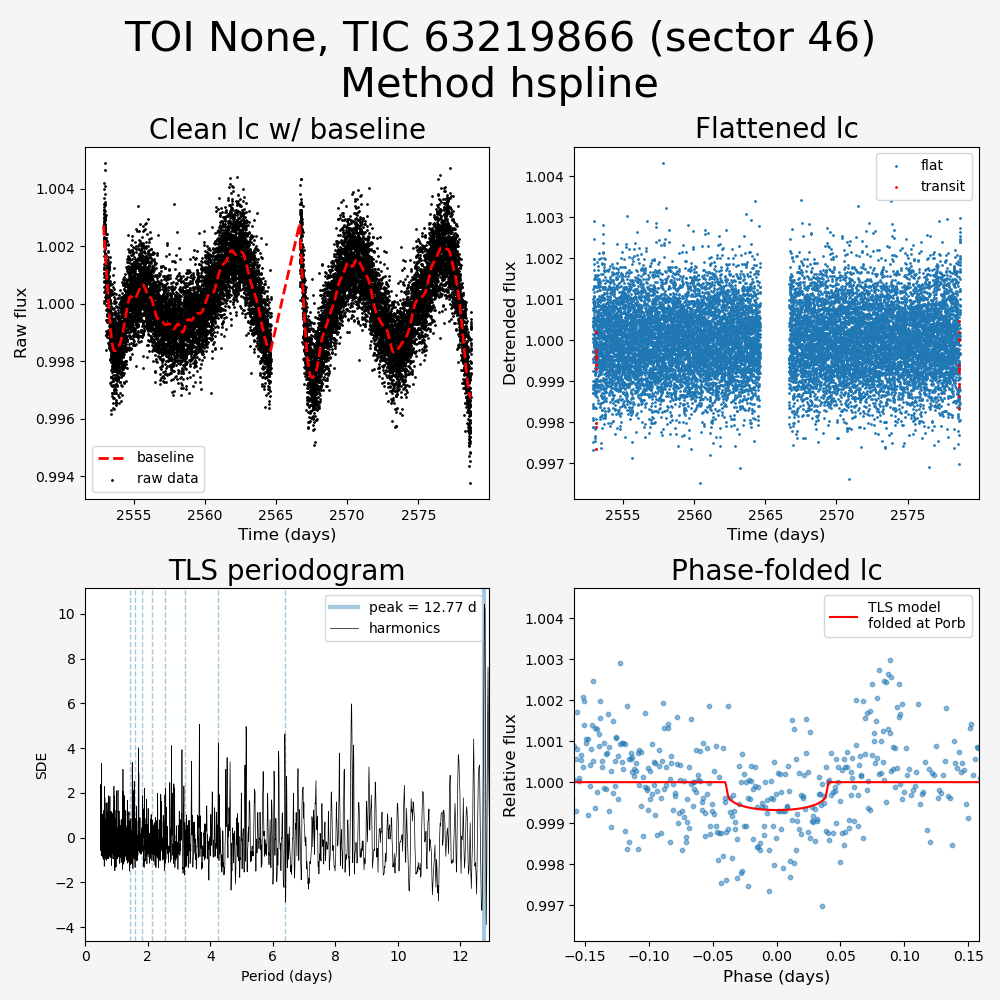 TOI None, TIC 63219866 (sector 46)
Method hspline
Clean lc w/ baseline
Raw flux
1.004
1.002
1.000
0.998
0.996
0.994
baseline
raw data
2555
2560
2565
2570
2575
Time (days)
Flattened lc
Detrended flux
1.004
1.003
1.002
1.001
1.000
0.999
0.998
0.997
flat
transit
2555
2560
2565
2570
2575
Time (days)
TLS periodogram
SDE
10
8
6
4
2
0
−2
−4
peak = 12.77 d
harmonics
0
2
4
6
8
10
12
Period (days)
Phase-folded lc
Relative flux
1.004
1.003
1.002
1.001
1.000
0.999
0.998
0.997
TLS model
folded at Porb
−0.15
−0.10
−0.05
0.00
0.05
0.10
0.15
Phase (days)